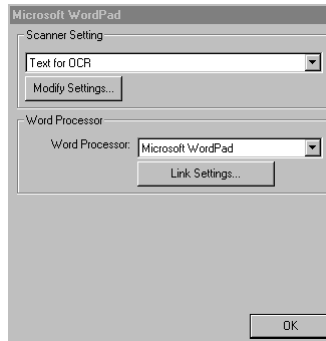 Microsoft WordPad
Scanner Setting
Text for OCR
Modify Settings...
Word Processor
Word Processor: Microsoft WordPad
Link Settings...
OK